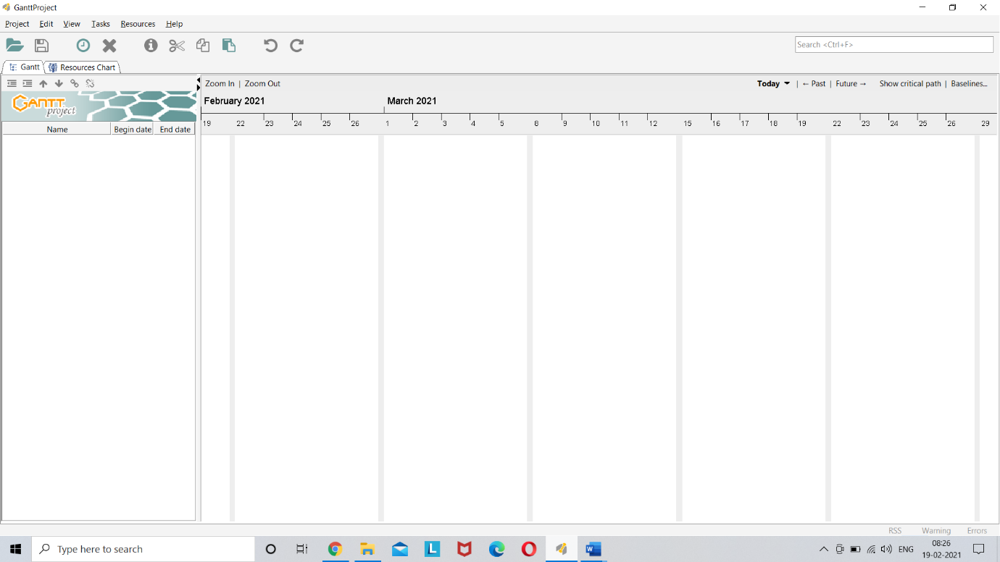 GanttProject
Project Edit View Tasks Resources Help
Search <Ctrl+F>
Gantt Resources Chart
Zoom In | Zoom Out Today | ←Past | Future→ Show critical path | Baselines...
GANTT project
February 2021 March 2021
19 22 23 24 25 26 1 2 3 4 5 8 9 10 11 12 15 16 17 18 19 22 23 24 25 26 29
Name Begin date End date
RSS Warning Errors
Type here to search
L
W
ENG
08:26
19-02-2021